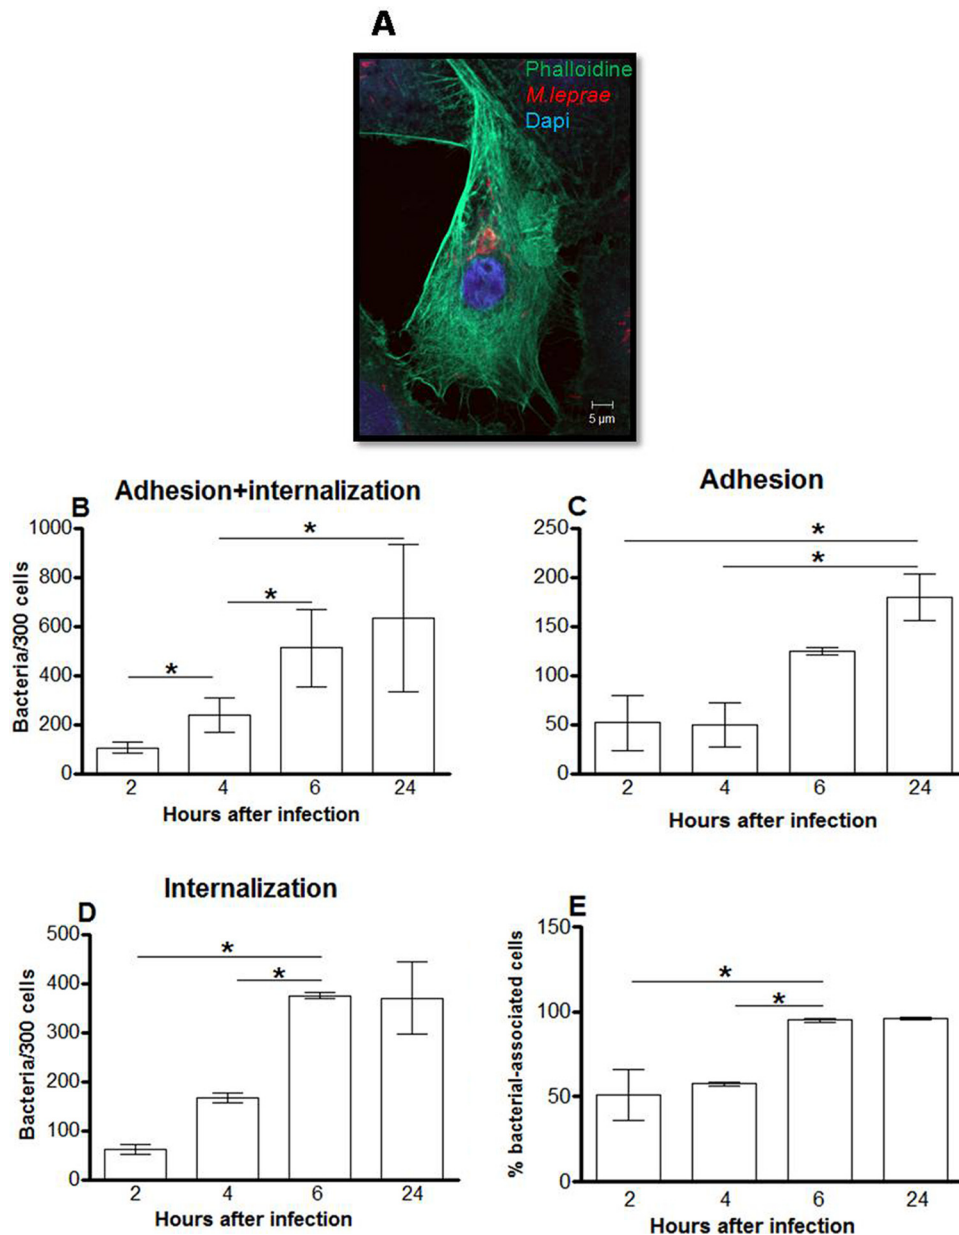 A
Phalloidine
M.leprae
Dapi
5 µm
B
Adhesion+internalization
1000
800
600
400
200
0
Bacteria/300 cells
*
*
*
2 4 6 24
Hours after infection
C
Adhesion
250
200
150
100
50
0
*
*
2 4 6 24
Hours after infection
D
Internalization
500
400
300
200
100
0
Bacteria/300 cells
*
*
2 4 6 24
Hours after infection
E
150
100
50
0
% bacterial-associated cells
*
*
2 4 6 24
Hours after infection